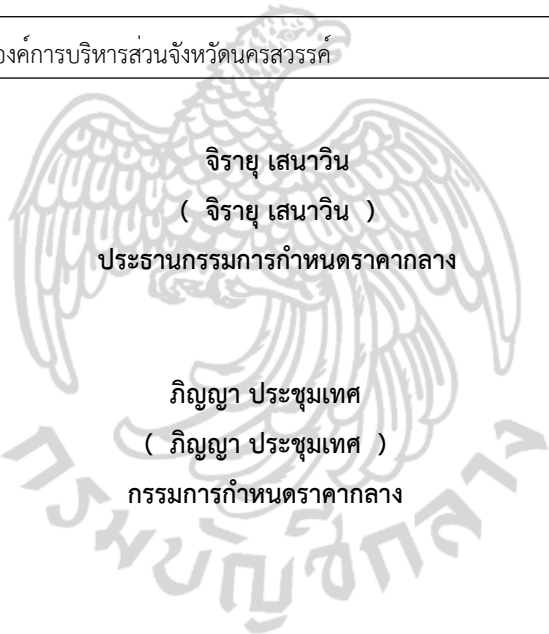 องค์การบริหารส่วนจังหวัดนครสวรรค์
จิรายุ เสนาวิน
( จิรายุ เสนาวิน )
ประธานกรรมการกำหนดราคากลาง
ภิญญา ประชุมเทศ
( ภิญญา ประชุมเทศ )
กรรมการกำหนดราคากลาง
กรมบัญชีกลาง